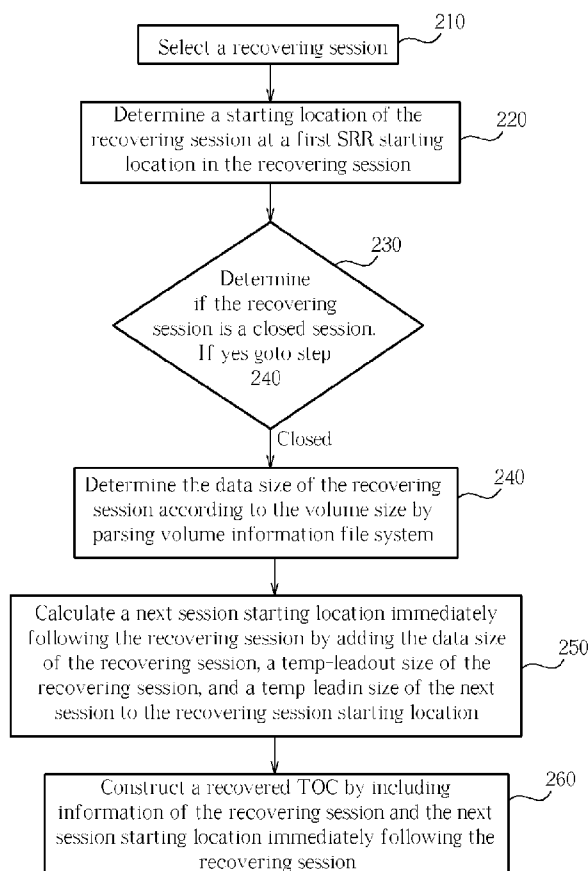 210
Select a recovering session
220
Determine a starting location of the
recovering session at a first SRR starting
location in the recovering session
230
Determine
if the recovering
session is a closed session.
If yes goto step
240
Closed
240
Determine the data size of the recovering
session according to the volume size by
parsing volume information file system
250
Calculate a next session starting location immediately
following the recovering session by adding the data size
of the recovering session, a temp-leadout size of the
recovering session, and a temp leadin size of the next
session to the recovering session starting location
260
Construct a recovered TOC by including
information of the recovering session and the next
session starting location immediately following the
recovering session